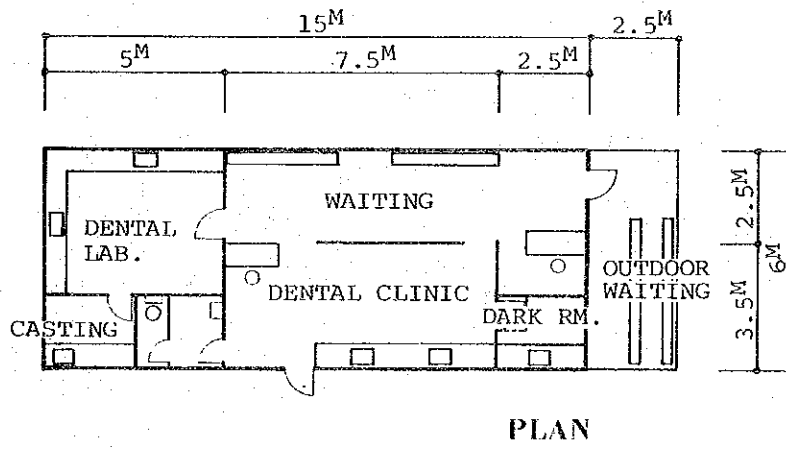 15M
2.5M
5M
7.5M
2.5M
WAITING
DENTAL
LAB.
DENTAL CLINIC
OUTDOOR
WAITING
CASTING
DARK RM.
2.5M
3.5M
6M
PLAN